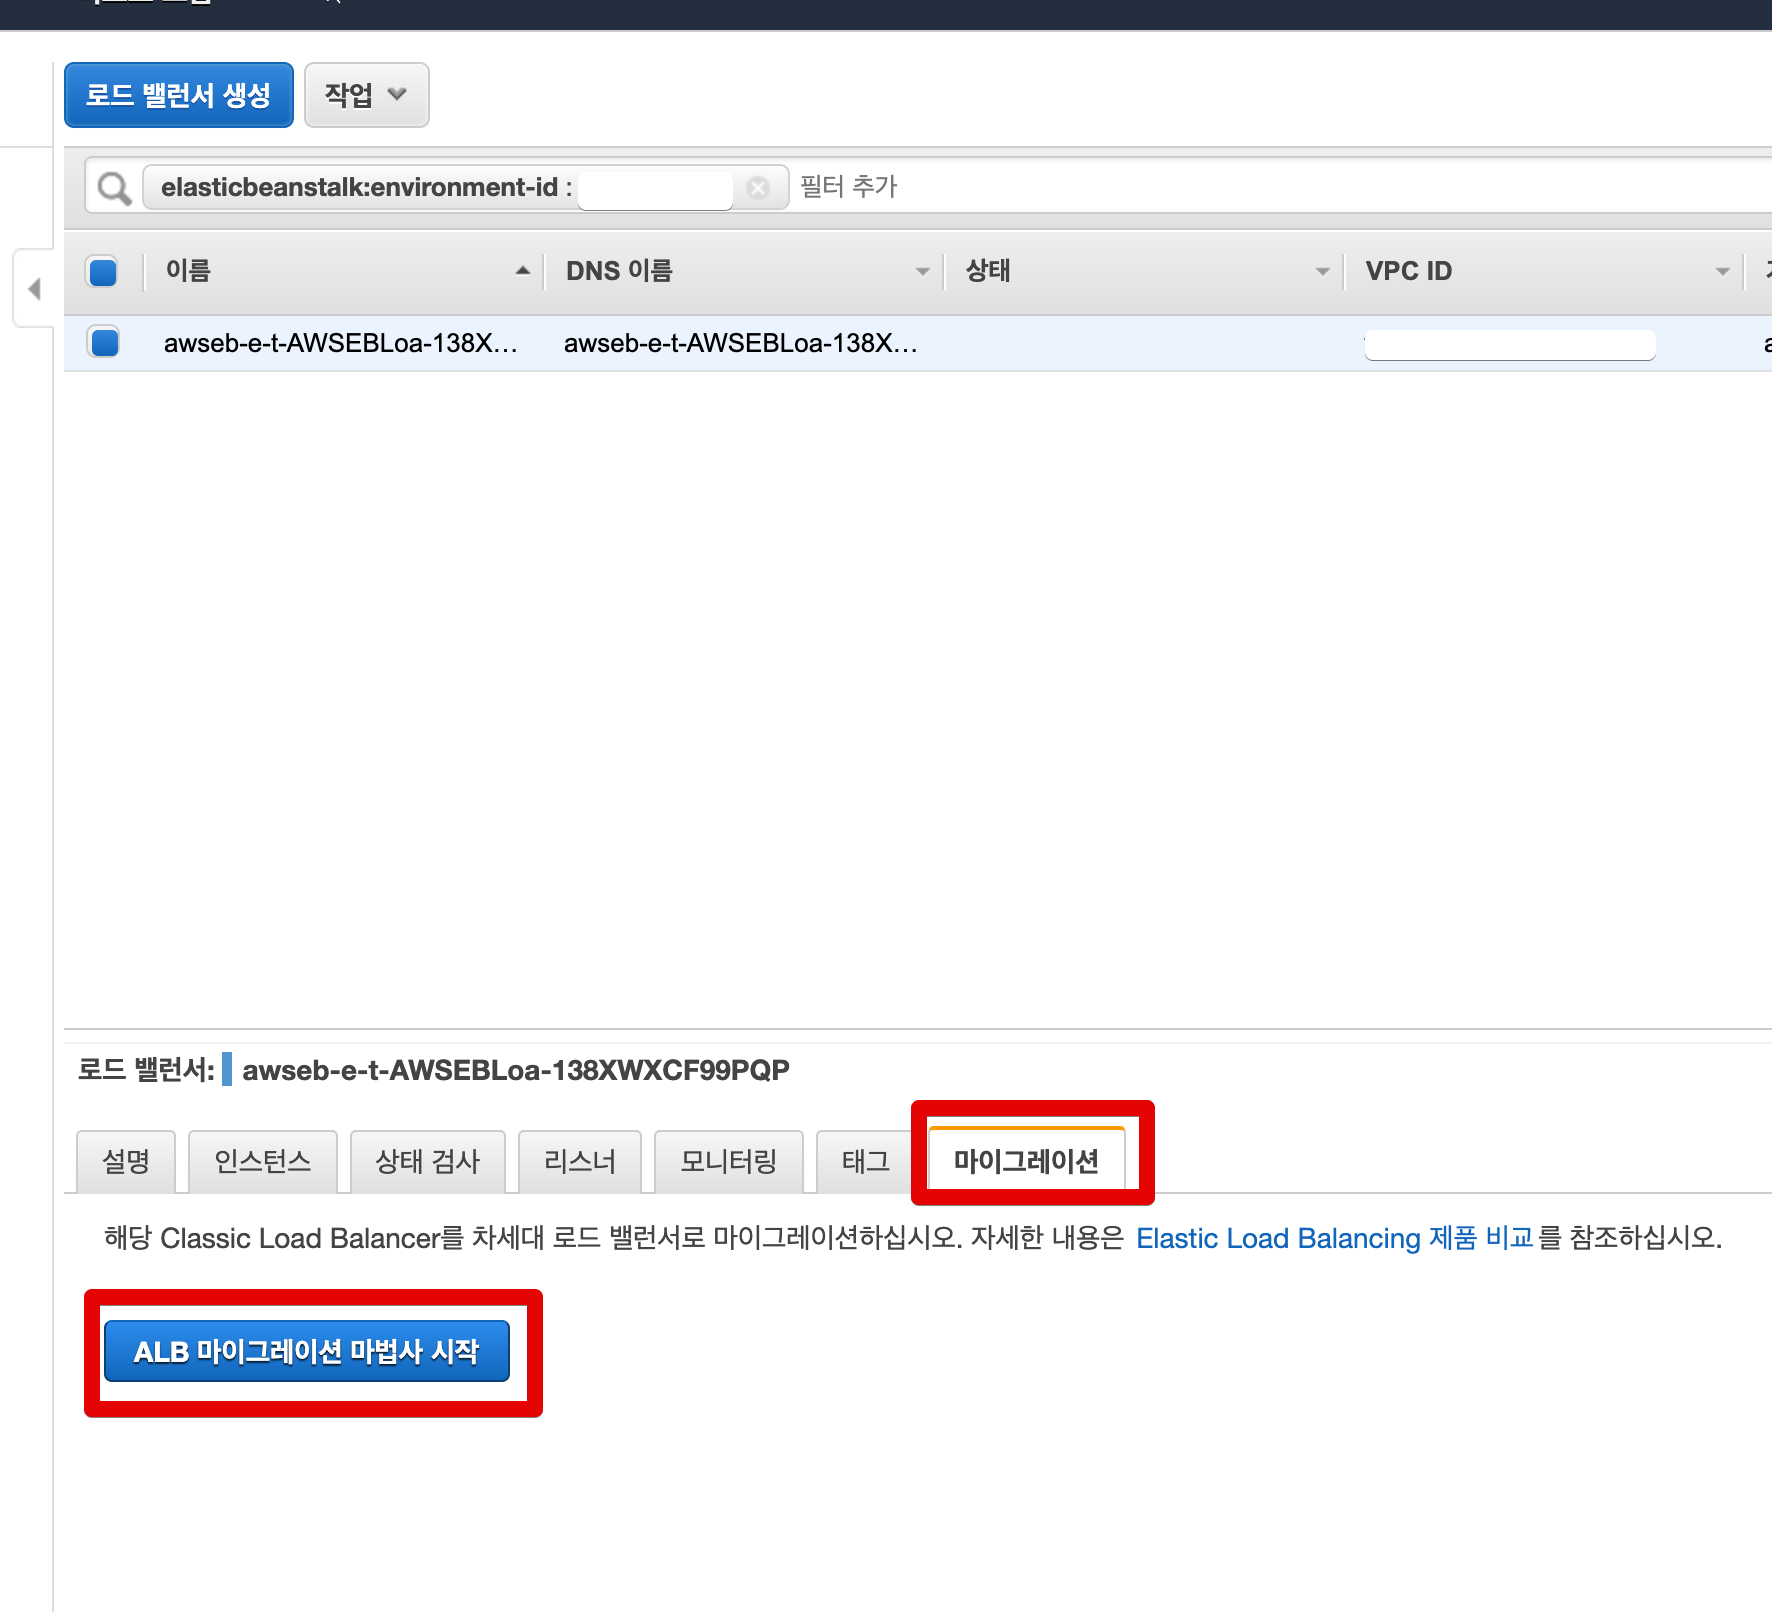 로드 밸런서 생성
작업
elasticbeanstalk:environment-id :
필터 추가
이름
DNS 이름
상태
VPC ID
awseb-e-t-AWSEBLoa-138X...
awseb-e-t-AWSEBLoa-138X...
로드 밸런서:
awseb-e-t-AWSEBLoa-138XWXCF99PQP
설명
인스턴스
상태 검사
리스너
모니터링
태그
마이그레이션
해당 Classic Load Balancer를 차세대 로드 밸런서로 마이그레이션하십시오. 자세한 내용은 Elastic Load Balancing 제품 비교를 참조하십시오.
ALB 마이그레이션 마법사 시작